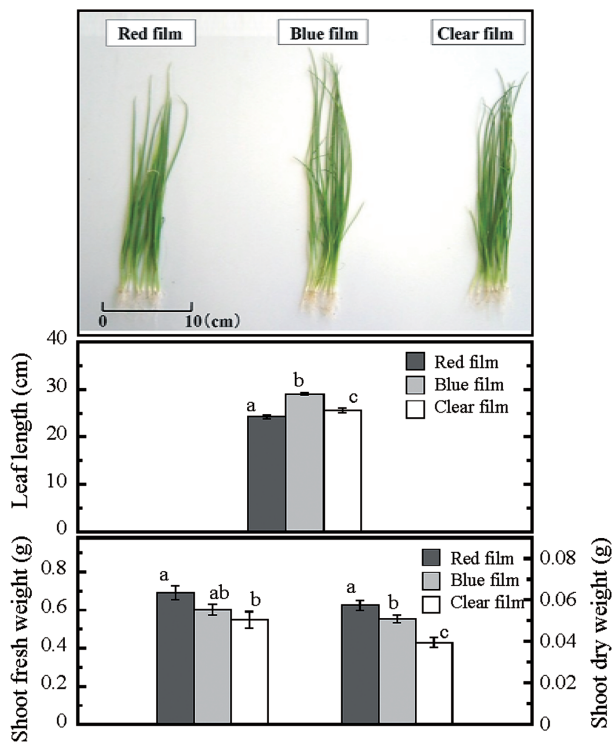 Red film
Blue film
Clear film
0
10(cm)
Leaf length (cm)
40
30
20
10
0
a
b
c
Red film
Blue film
Clear film
Shoot fresh weight (g)
0.8
0.6
0.4
0.2
0
a
ab
b
a
b
c
Red film
Blue film
Clear film
0.08
0.06
0.04
0.02
0
Shoot dry weight (g)